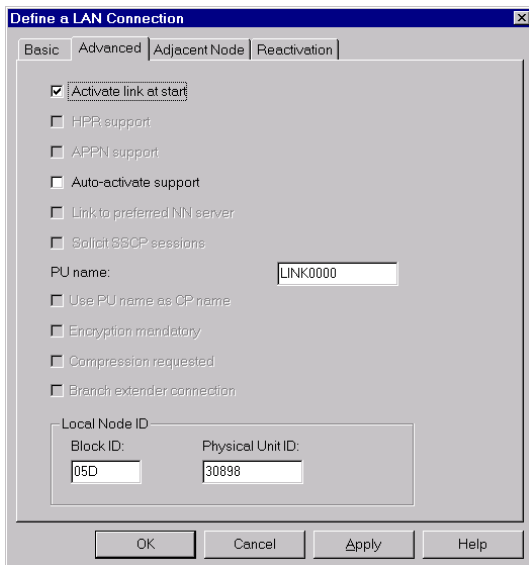 Define a LAN Connection
Basic Advanced Adjacent Node Reactivation
Activate link at start
HPR support
APPN support
Auto-activate support
Link to preferred NN server
Solicit SSCP sessions
PU name: LINK0000
Use PU name as CP name
Encryption mandatory
Compression requested
Branch extender connection
Local Node ID
Block ID: Physical Unit ID:
05D 30898
OK Cancel Apply Help